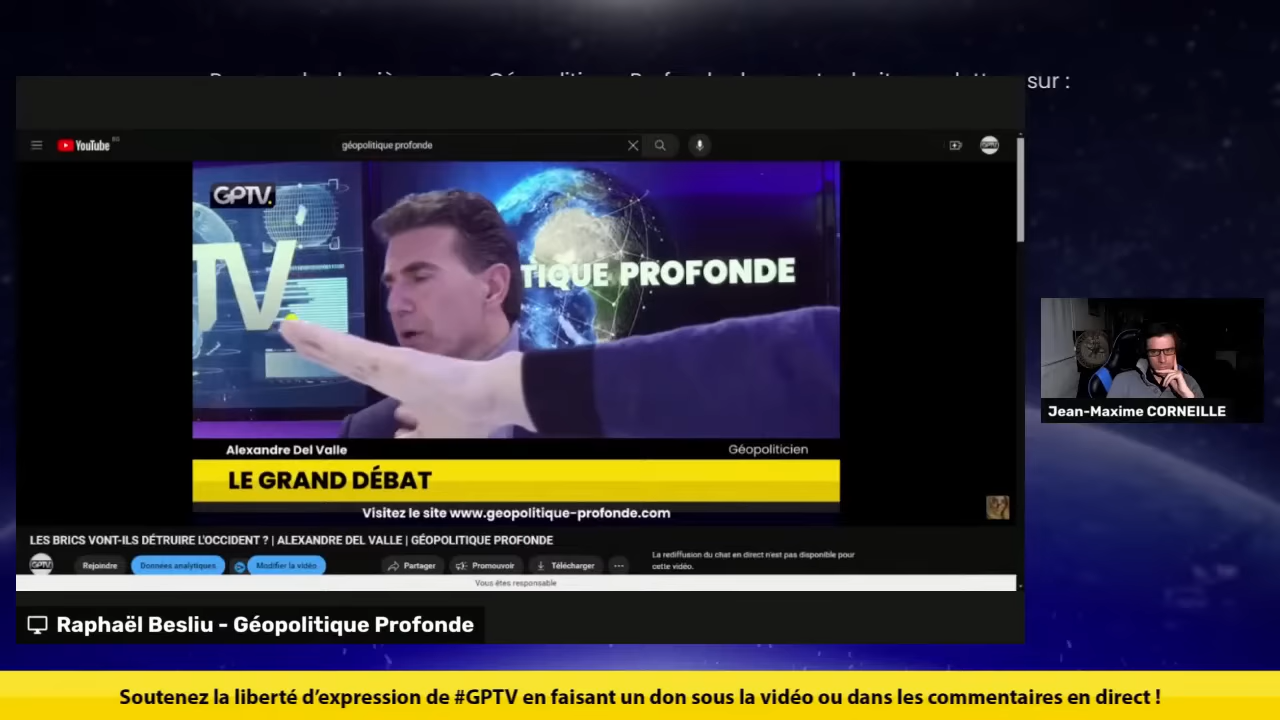 sur :
YouTube BG
géopolitique profonde
GPTV.
TV
TIQUE PROFONDE
Alexandre Del Valle
Géopoliticien
LE GRAND DÉBAT
Visitez le site www.geopolitique-profonde.com
LES BRICS VONT-ILS DÉTRUIRE L'OCCIDENT ? | ALEXANDRE DEL VALLE | GÉOPOLITIQUE PROFONDE
GPTV
Rejoindre
Données analytiques
Modifier la vidéo
Partager
Promouvoir
Télécharger
La rediffusion du chat en direct n'est pas disponible pour
cette vidéo.
Vous êtes responsable
Jean-Maxime CORNEILLE
Raphaël Besliu - Géopolitique Profonde
Soutenez la liberté d'expression de #GPTV en faisant un don sous la vidéo ou dans les commentaires en direct !